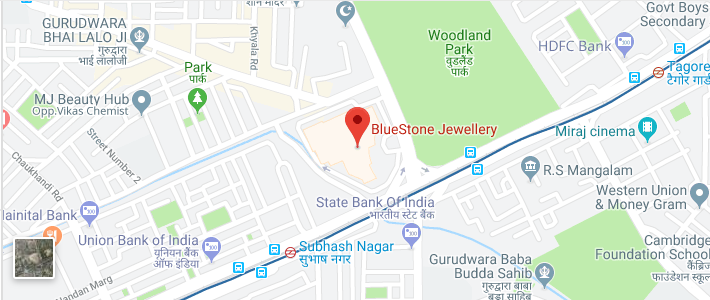 शान मंदिर
GURUDWARA
BHAI LALO JI
गुरुद्वारा
भाई लालोजी
Khyala Rd
Woodland
Park
वुडलैंड
पार्क
Govt Boys
Secondary
HDFC Bank
Tagore
टैगोर गार्ड
Park
पार्क
MJ Beauty Hub
Opp.Vikas Chemist
BlueStone Jewellery
Miraj cinema
Street Number 2
Chaukhandi Rd
R.S Mangalam
State Bank Of India
भारतीय स्टेट बैंक
Western Union
& Money Gram
Nainital Bank
Union Bank of India
यूनियन बैंक
ऑफ इंडिया
Subhash Nagar
सुभाष नगर
Gurudwara Baba
Budda Sahib
गुरुद्वारा बाबा
बुड्डा साहिब
Cambridge
Foundation School
फाउंडेशन स्कूल
Nandan Marg